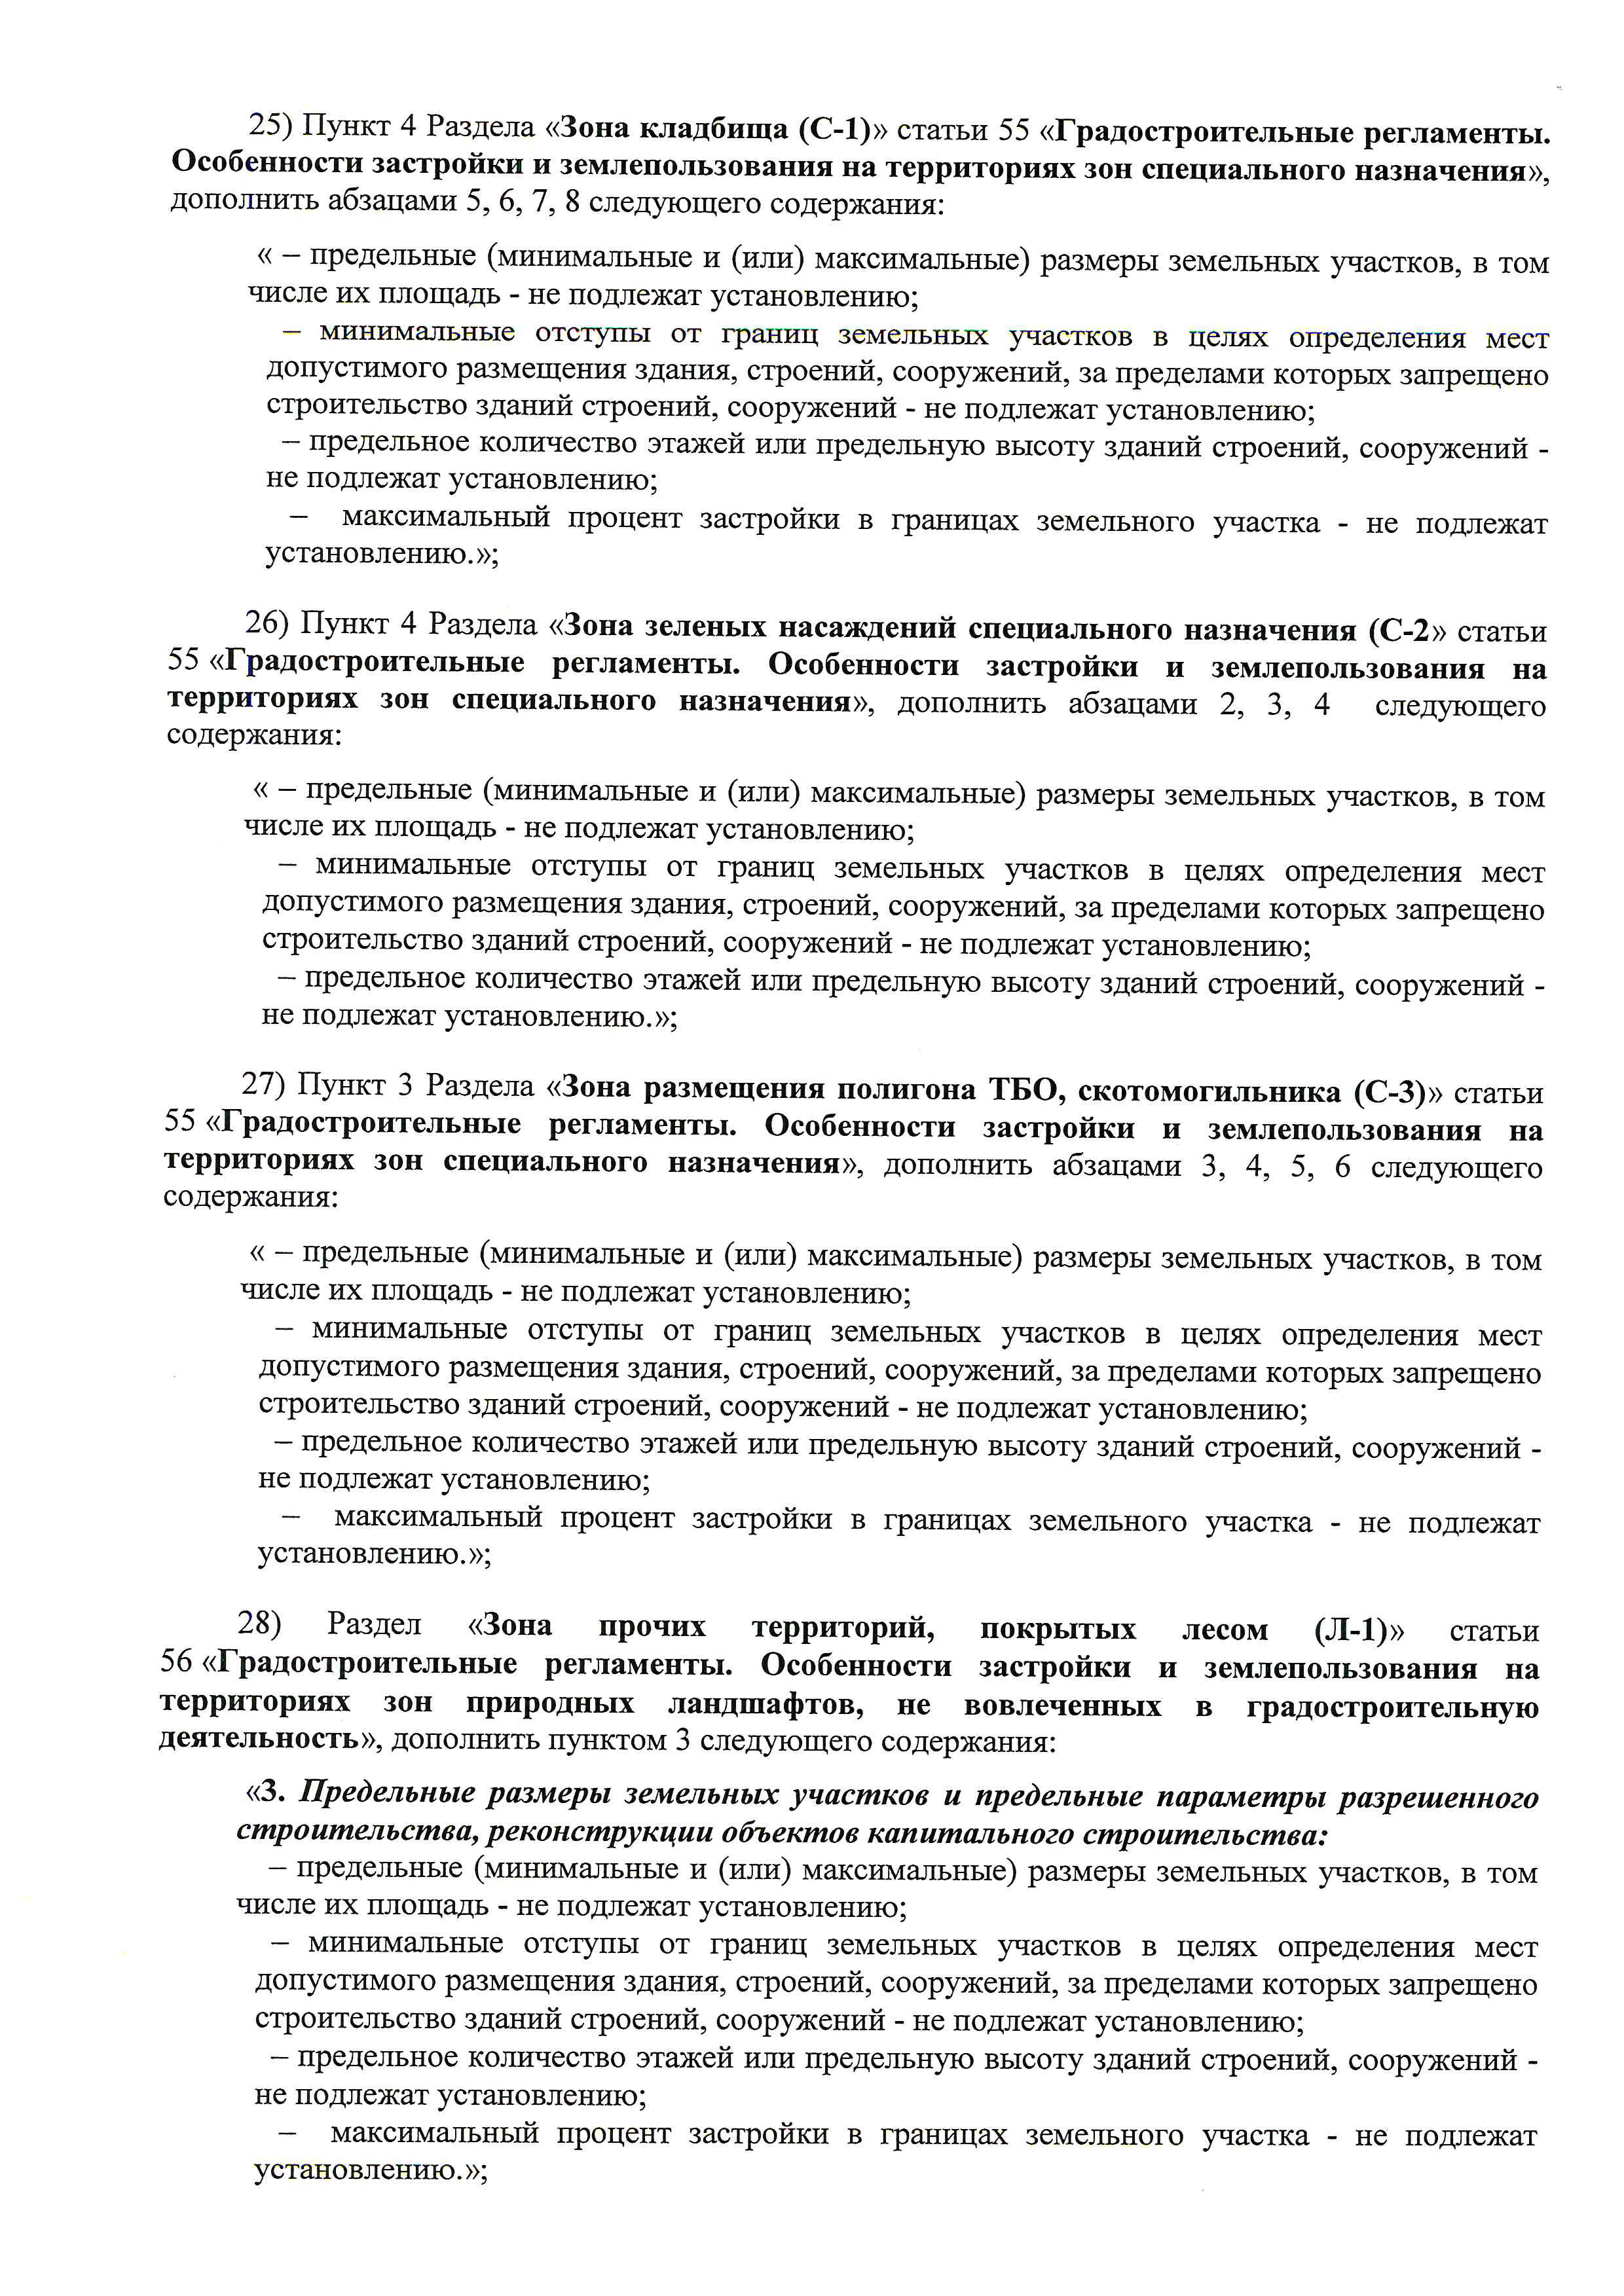 25) Пункт 4 Раздела «Зона кладбища (С-1)» статьи 55 «Градостроительные регламенты.
Особенности застройки и землепользования на территориях зон специального назначения»,
дополнить абзацами 5, 6, 7, 8 следующего содержания:
« – предельные (минимальные и (или) максимальные) размеры земельных участков, в том
числе их площадь - не подлежат установлению;
– минимальные отступы от границ земельных участков в целях определения мест
допустимого размещения здания, строений, сооружений, за пределами которых запрещено
строительство зданий строений, сооружений - не подлежат установлению;
– предельное количество этажей или предельную высоту зданий строений, сооружений -
не подлежат установлению;
– максимальный процент застройки в границах земельного участка - не подлежат
установлению.»;
26) Пункт 4 Раздела «Зона зеленых насаждений специального назначения (С-2» статьи
55 «Градостроительные регламенты. Особенности застройки и землепользования на
территориях зон специального назначения», дополнить абзацами 2, 3, 4 следующего
содержания:
« – предельные (минимальные и (или) максимальные) размеры земельных участков, в том
числе их площадь - не подлежат установлению;
– минимальные отступы от границ земельных участков в целях определения мест
допустимого размещения здания, строений, сооружений, за пределами которых запрещено
строительство зданий строений, сооружений - не подлежат установлению;
– предельное количество этажей или предельную высоту зданий строений, сооружений -
не подлежат установлению.»;
27) Пункт 3 Раздела «Зона размещения полигона ТБО, скотомогильника (С-3)» статьи
55 «Градостроительные регламенты. Особенности застройки и землепользования на
территориях зон специального назначения», дополнить абзацами 3, 4, 5, 6 следующего
содержания:
« – предельные (минимальные и (или) максимальные) размеры земельных участков, в том
числе их площадь - не подлежат установлению;
– минимальные отступы от границ земельных участков в целях определения мест
допустимого размещения здания, строений, сооружений, за пределами которых запрещено
строительство зданий строений, сооружений - не подлежат установлению;
– предельное количество этажей или предельную высоту зданий строений, сооружений -
не подлежат установлению;
– максимальный процент застройки в границах земельного участка - не подлежат
установлению.»;
28) Раздел «Зона прочих территорий, покрытых лесом (Л-1)» статьи
56 «Градостроительные регламенты. Особенности застройки и землепользования на
территориях зон природных ландшафтов, не вовлеченных в градостроительную
деятельность», дополнить пунктом 3 следующего содержания:
«3. Предельные размеры земельных участков и предельные параметры разрешенного
строительства, реконструкции объектов капитального строительства:
– предельные (минимальные и (или) максимальные) размеры земельных участков, в том
числе их площадь - не подлежат установлению;
– минимальные отступы от границ земельных участков в целях определения мест
допустимого размещения здания, строений, сооружений, за пределами которых запрещено
строительство зданий строений, сооружений - не подлежат установлению;
– предельное количество этажей или предельную высоту зданий строений, сооружений -
не подлежат установлению;
– максимальный процент застройки в границах земельного участка - не подлежат
установлению.»;